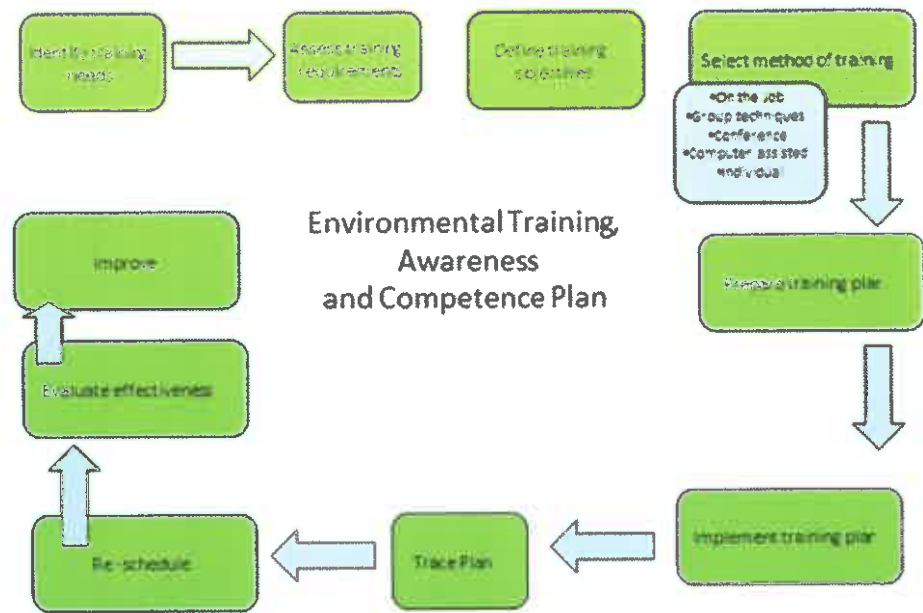 Identify training
needs
Assess training
requirements
Define training
objectives
Select method of training
•On the job
•Group techniques
•Conference
•Computer assisted
•Individual
Environmental Training,
Awareness
and Competence Plan
Improve
Prepare training plan
Evaluate effectiveness
Re-schedule
Trace Plan
Implement training plan